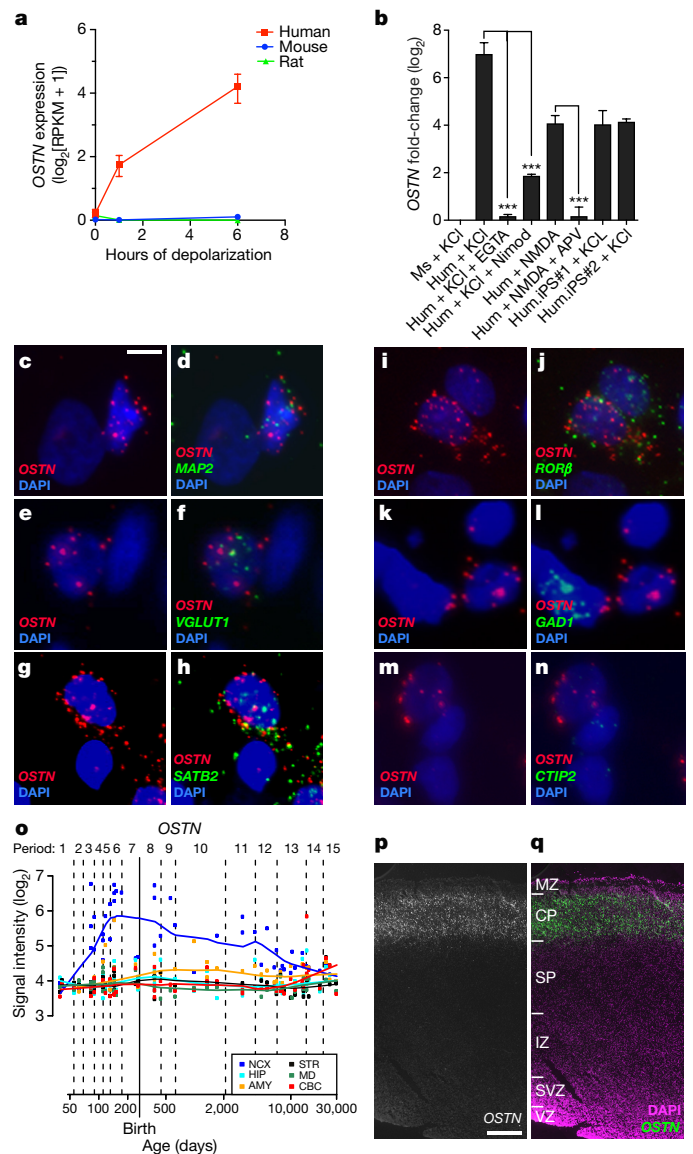 a
Human
Mouse
Rat
OSTN expression
(log2[RPKM + 1])
5
4
3
2
1
0
0 2 4 6 8
Hours of depolarization
b
OSTN fold-change (log2)
8
6
4
2
0
***
***
***
Ms + KCl
Hum + KCl
Hum + KCl + EGTA
Hum + KCl + Nimod
Hum + NMDA
Hum + NMDA + APV
Hum.iPS#1 + KCL
Hum.iPS#2 + KCl
c
OSTN
DAPI
d
OSTN
MAP2
DAPI
i
OSTN
DAPI
j
OSTN
RORβ
DAPI
e
OSTN
DAPI
f
OSTN
VGLUT1
DAPI
k
OSTN
DAPI
l
OSTN
GAD1
DAPI
g
OSTN
DAPI
h
OSTN
SATB2
DAPI
m
OSTN
DAPI
n
OSTN
CTIP2
DAPI
o
OSTN
Period: 1 2 3 4 5 6 7 8 9 10 11 12 13 14 15
Signal intensity (log2)
7
6
5
4
3
NCX
HIP
AMY
STR
MD
CBC
50 100 200 500 2,000 10,000 30,000
Birth
Age (days)
p
OSTN
q
MZ
CP
SP
IZ
SVZ
VZ
DAPI
OSTN